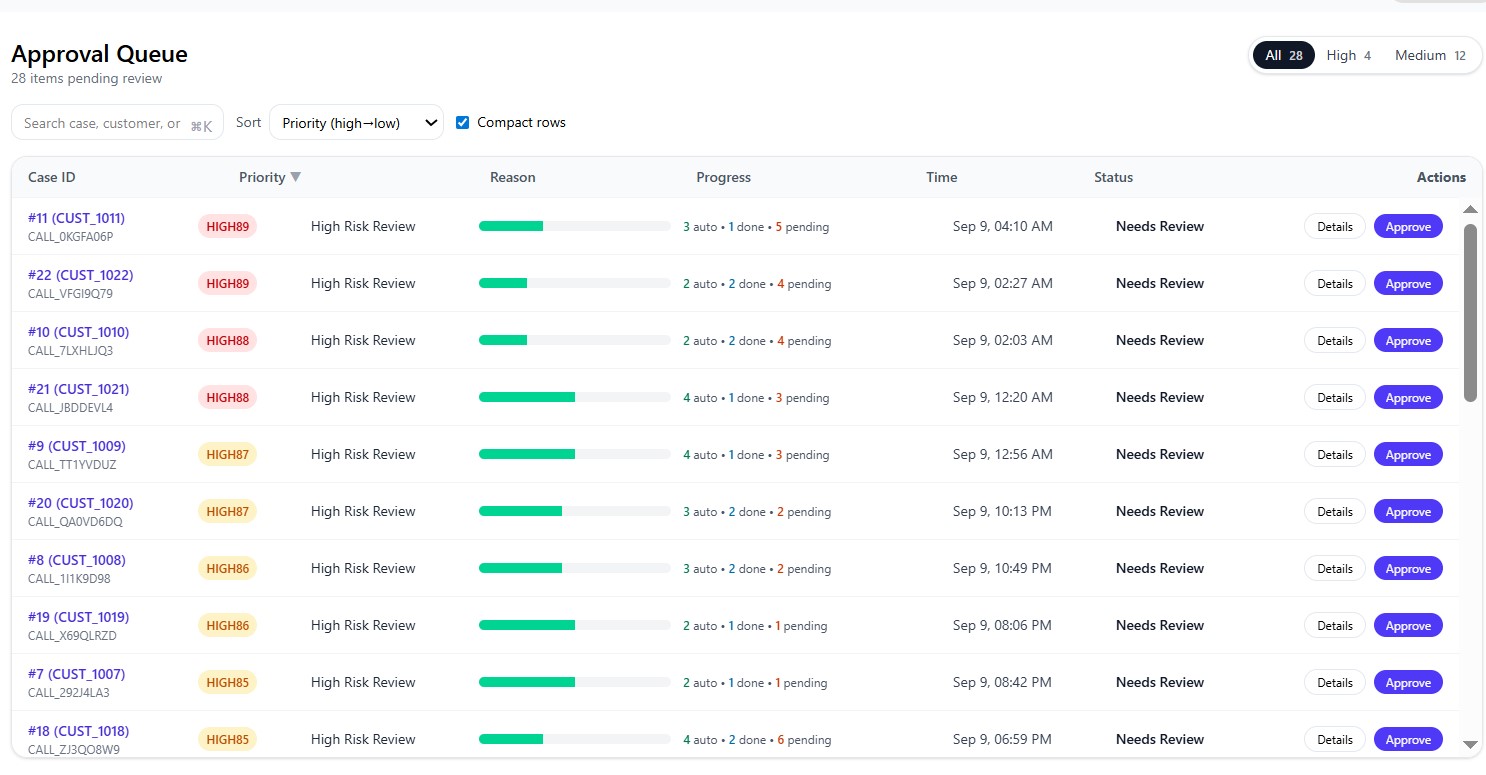 Approval Queue
28 items pending review
All 28 High 4 Medium 12
Search case, customer, or ⌘K Sort Priority (high→low) Compact rows
Case ID Priority ▼ Reason Progress Time Status Actions
#11 (CUST_1011)
CALL_0KGFA06P
HIGH89 High Risk Review 3 auto • 1 done • 5 pending Sep 9, 04:10 AM Needs Review Details Approve
#22 (CUST_1022)
CALL_VFGI9Q79
HIGH89 High Risk Review 2 auto • 2 done • 4 pending Sep 9, 02:27 AM Needs Review Details Approve
#10 (CUST_1010)
CALL_7LXHLJQ3
HIGH88 High Risk Review 2 auto • 2 done • 4 pending Sep 9, 02:03 AM Needs Review Details Approve
#21 (CUST_1021)
CALL_JBDDEVL4
HIGH88 High Risk Review 4 auto • 1 done • 3 pending Sep 9, 12:20 AM Needs Review Details Approve
#9 (CUST_1009)
CALL_TT1YVDUZ
HIGH87 High Risk Review 4 auto • 1 done • 3 pending Sep 9, 12:56 AM Needs Review Details Approve
#20 (CUST_1020)
CALL_QA0VD6DQ
HIGH87 High Risk Review 3 auto • 2 done • 2 pending Sep 9, 10:13 PM Needs Review Details Approve
#8 (CUST_1008)
CALL_1I1K9D98
HIGH86 High Risk Review 3 auto • 2 done • 2 pending Sep 9, 10:49 PM Needs Review Details Approve
#19 (CUST_1019)
CALL_X69QLRZD
HIGH86 High Risk Review 2 auto • 1 done • 1 pending Sep 9, 08:06 PM Needs Review Details Approve
#7 (CUST_1007)
CALL_292J4LA3
HIGH85 High Risk Review 2 auto • 1 done • 1 pending Sep 9, 08:42 PM Needs Review Details Approve
#18 (CUST_1018)
CALL_ZJ3QO8W9
HIGH85 High Risk Review 4 auto • 2 done • 6 pending Sep 9, 06:59 PM Needs Review Details Approve